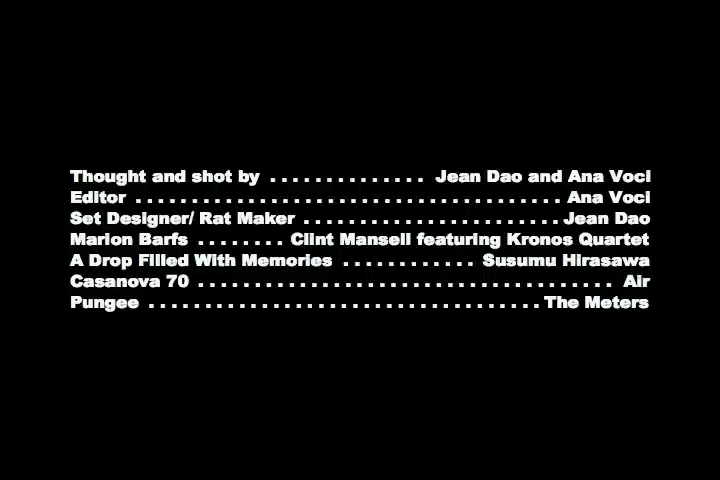 Thought and shot by . . . . . . . . . . . . . . Jean Dao and Ana Voci
Editor . . . . . . . . . . . . . . . . . . . . . . . . . . . . . . . . . . . . . . Ana Voci
Set Designer/ Rat Maker . . . . . . . . . . . . . . . . . . . . . . . Jean Dao
Marion Barfs . . . . . . . . Clint Mansell featuring Kronos Quartet
A Drop Filled With Memories . . . . . . . . . . . . Susumu Hirasawa
Casanova 70 . . . . . . . . . . . . . . . . . . . . . . . . . . . . . . . . . . . . . Air
Pungee . . . . . . . . . . . . . . . . . . . . . . . . . . . . . . . . . . . The Meters